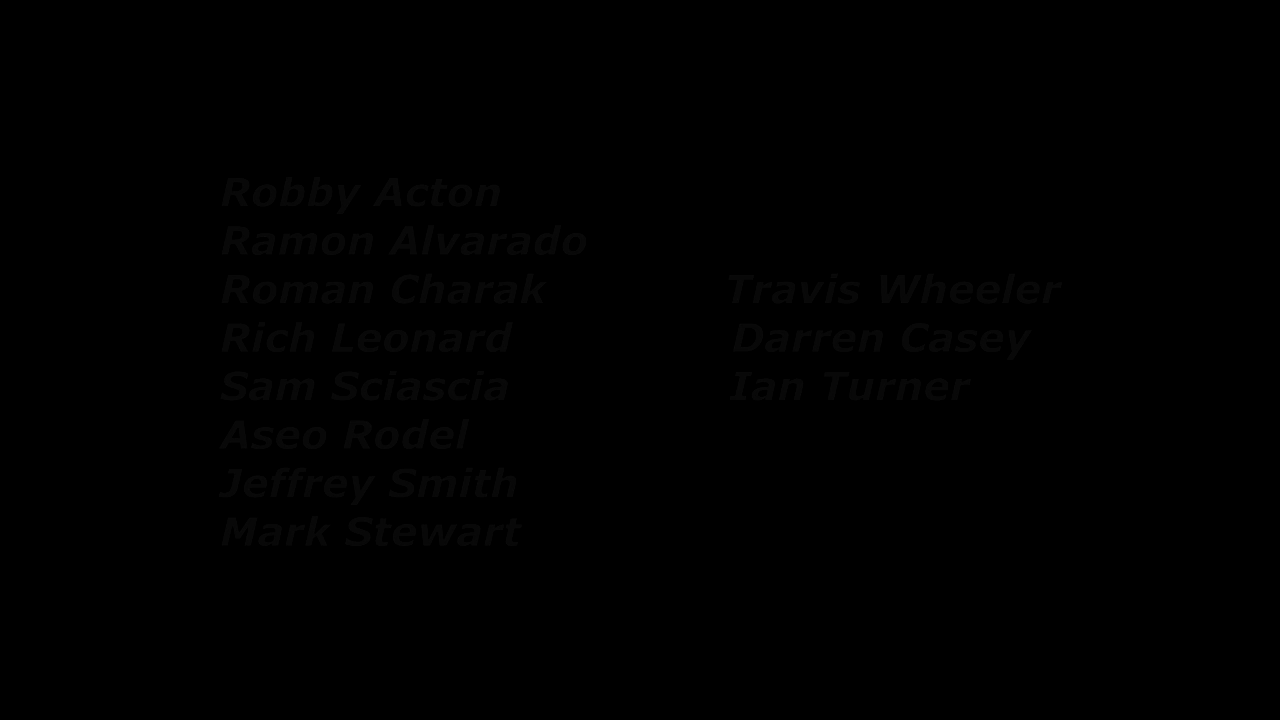 Robby Acton
Ramon Alvarado
Roman Charak
Rich Leonard
Sam Sciascia
Aseo Rodel
Jeffrey Smith
Mark Stewart
Travis Wheeler
Darren Casey
Ian Turner